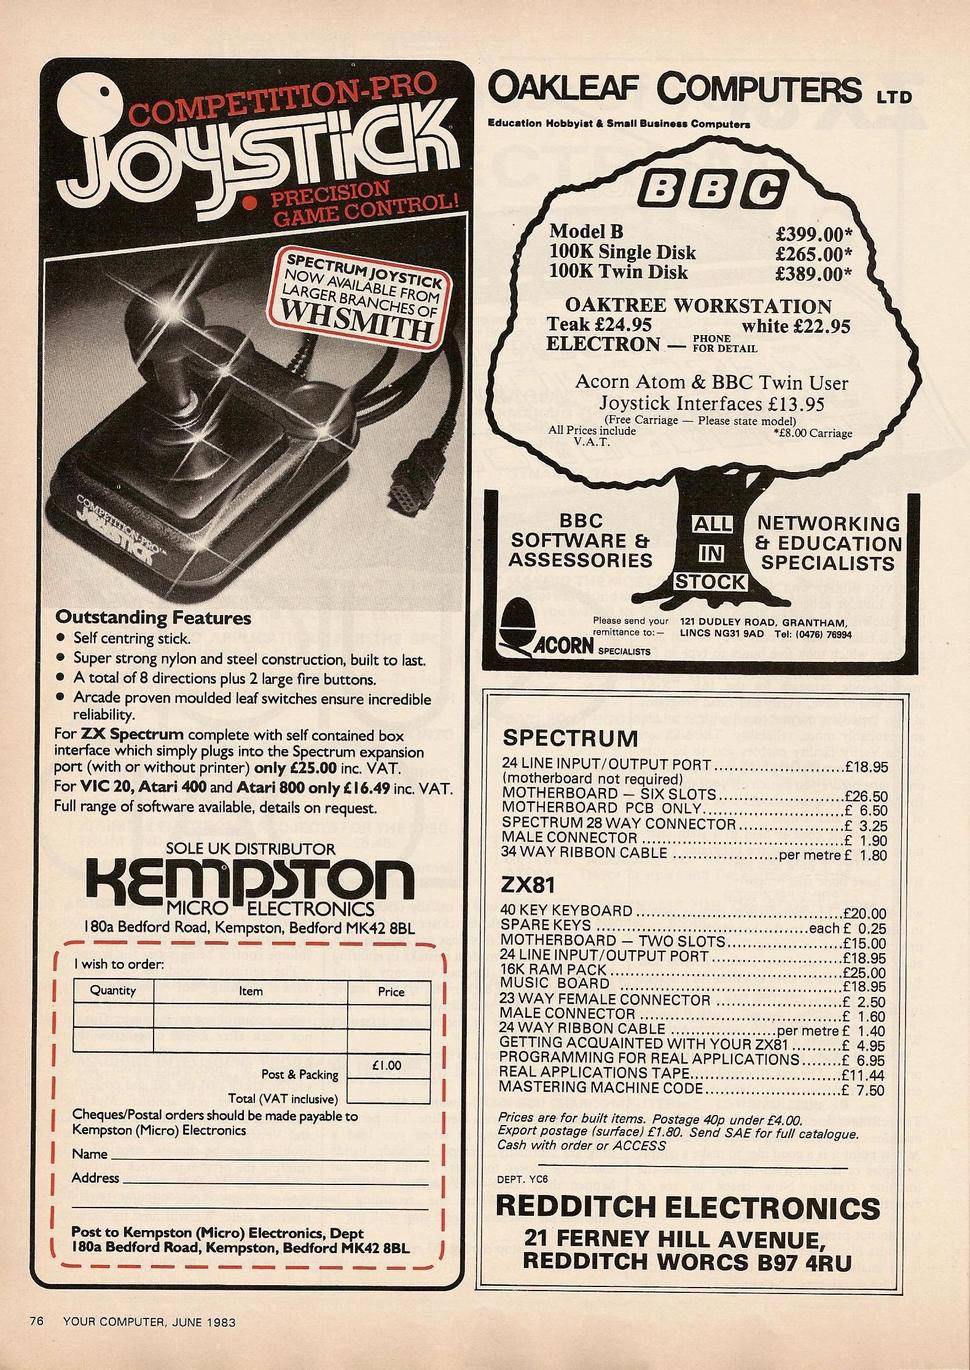 COMPETITION-PRO
JOYSTICK
• PRECISION
GAME CONTROL!
SPECTRUM JOYSTICK
NOW AVAILABLE FROM
LARGER BRANCHES OF
WHSMITH
COMPETITION-PRO
JOYSTICK
Outstanding Features
• Self centring stick.
• Super strong nylon and steel construction, built to last.
• A total of 8 directions plus 2 large fire buttons.
• Arcade proven moulded leaf switches ensure incredible
reliability.
For ZX Spectrum complete with self contained box
interface which simply plugs into the Spectrum expansion
port (with or without printer) only £25.00 inc. VAT.
For VIC 20, Atari 400 and Atari 800 only £16.49 inc. VAT.
Full range of software available, details on request.
SOLE UK DISTRIBUTOR
KEMPSTON
MICRO ELECTRONICS
180a Bedford Road, Kempston, Bedford MK42 8BL
I wish to order:
Quantity Item Price
Post & Packing £1.00
Total (VAT inclusive)
Cheques/Postal orders should be made payable to
Kempston (Micro) Electronics
Name
Address
Post to Kempston (Micro) Electronics, Dept
180a Bedford Road, Kempston, Bedford MK42 8BL
OAKLEAF COMPUTERS LTD
Education Hobbyist & Small Business Computers
BBC
Model B £399.00*
100K Single Disk £265.00*
100K Twin Disk £389.00*
OAKTREE WORKSTATION
Teak £24.95 white £22.95
ELECTRON — PHONE
FOR DETAIL
Acorn Atom & BBC Twin User
Joystick Interfaces £13.95
(Free Carriage — Please state model)
All Prices include *£8.00 Carriage
V.A.T.
BBC
SOFTWARE &
ASSESSORIES
ALL
IN
STOCK
NETWORKING
& EDUCATION
SPECIALISTS
ACORN SPECIALISTS
Please send your
remittance to:—
121 DUDLEY ROAD, GRANTHAM,
LINCS NG31 9AD Tel: (0476) 76994
SPECTRUM
24 LINE INPUT/OUTPUT PORT........................£18.95
(motherboard not required)
MOTHERBOARD — SIX SLOTS........................£26.50
MOTHERBOARD PCB ONLY........................£ 6.50
SPECTRUM 28 WAY CONNECTOR....................£ 3.25
MALE CONNECTOR....................................£ 1.90
34 WAY RIBBON CABLE....................per metre £ 1.80
ZX81
40 KEY KEYBOARD....................................£20.00
SPARE KEYS....................................each £ 0.25
MOTHERBOARD — TWO SLOTS......................£15.00
24 LINE INPUT/OUTPUT PORT........................£18.95
16K RAM PACK........................................£25.00
MUSIC BOARD........................................£18.95
23 WAY FEMALE CONNECTOR........................£ 2.50
MALE CONNECTOR....................................£ 1.60
24 WAY RIBBON CABLE....................per metre £ 1.40
GETTING ACQUAINTED WITH YOUR ZX81..........£ 4.95
PROGRAMMING FOR REAL APPLICATIONS.......£ 6.95
REAL APPLICATIONS TAPE............................£11.44
MASTERING MACHINE CODE..........................£ 7.50
Prices are for built items. Postage 40p under £4.00.
Export postage (surface) £1.80. Send SAE for full catalogue.
Cash with order or ACCESS
DEPT. YC6
REDDITCH ELECTRONICS
21 FERNEY HILL AVENUE,
REDDITCH WORCS B97 4RU
76 YOUR COMPUTER, JUNE 1983